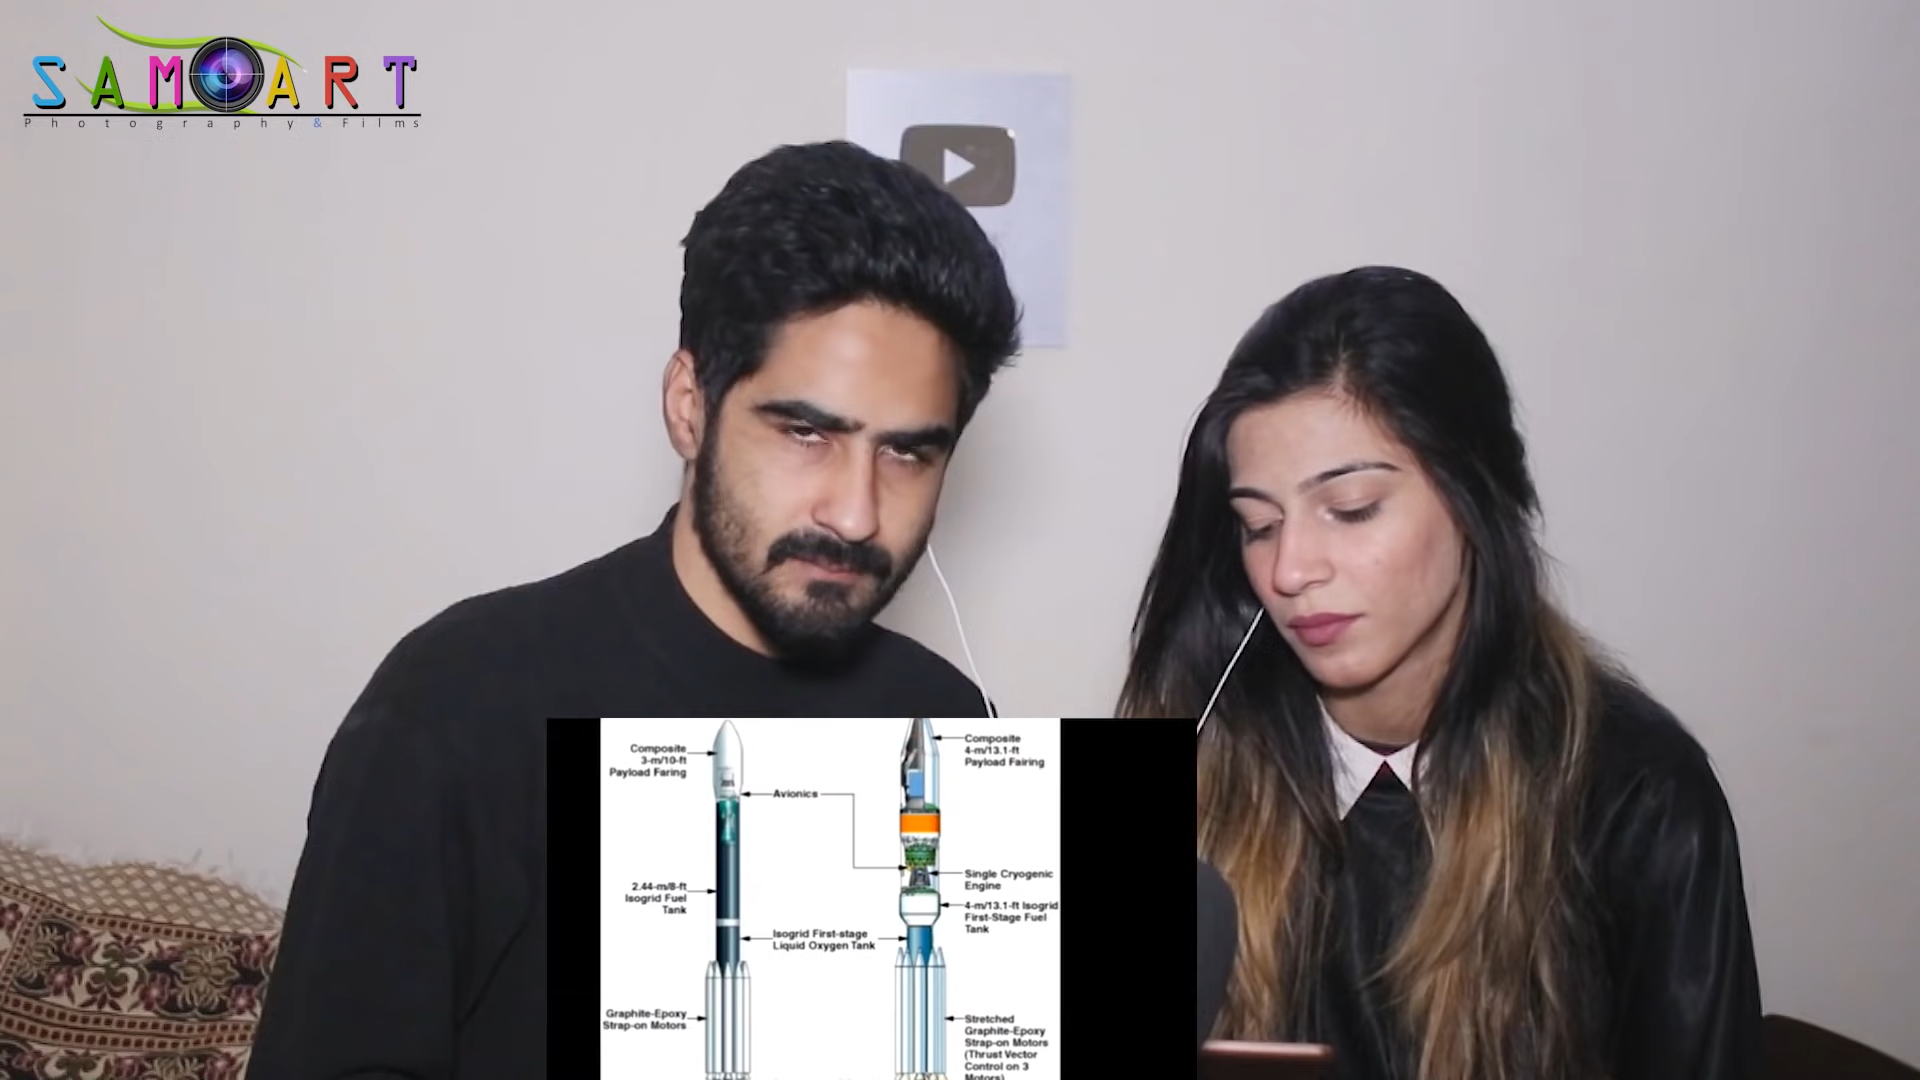 SAM ART
Photography & Films
Composite
3-m/10-ft
Payload Faring
Avionics
2.44-m/8-ft
Isogrid Fuel
Tank
Isogrid First-stage
Liquid Oxygen Tank
Graphite-Epoxy
Strap-on Motors
Composite
4-m/13.1-ft
Payload Fairing
Single Cryogenic
Engine
4-m/13.1-ft Isogrid
First-Stage Fuel
Tank
Stretched
Graphite-Epoxy
Strap-on Motors
(Thrust Vector
Control on 3
Motors)